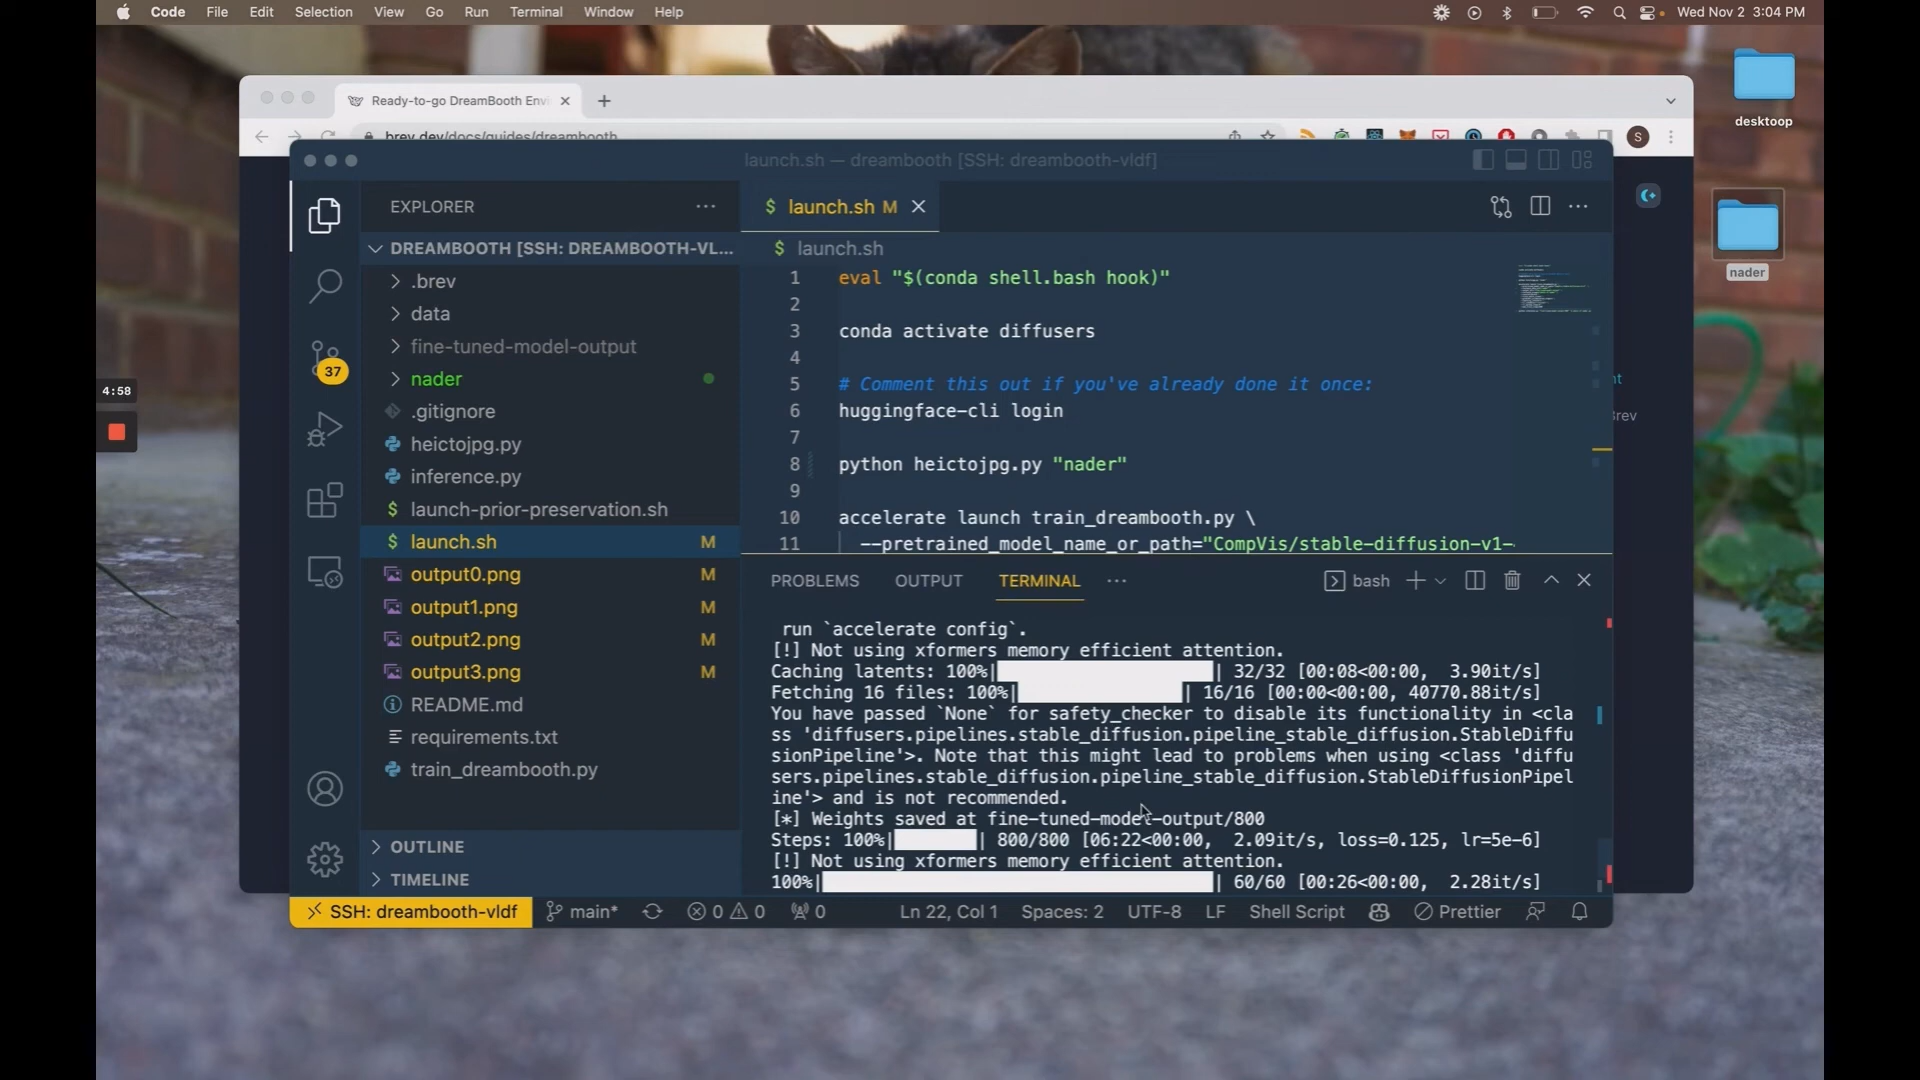 Code File Edit Selection View Go Run Terminal Window Help
Wed Nov 2 3:04 PM
desktoop
nader
4:58
Ready-to-go DreamBooth Envi
brev.dev/docs/guides/dreambooth
S
launch.sh — dreambooth [SSH: dreambooth-vldf]
EXPLORER
DREAMBOOTH [SSH: DREAMBOOTH-VL...
.brev
data
fine-tuned-model-output
nader
.gitignore
heictojpg.py
inference.py
launch-prior-preservation.sh
launch.sh M
output0.png M
output1.png M
output2.png M
output3.png M
README.md
requirements.txt
train_dreambooth.py
OUTLINE
TIMELINE
37
$ launch.sh M
$ launch.sh
1 eval "$(conda shell.bash hook)"
2
3 conda activate diffusers
4
5 # Comment this out if you've already done it once:
6 huggingface-cli login
7
8 python heictojpg.py "nader"
9
10 accelerate launch train_dreambooth.py \
11 --pretrained_model_name_or_path="CompVis/stable-diffusion-v1-
PROBLEMS OUTPUT TERMINAL
bash
run `accelerate config`.
[!] Not using xformers memory efficient attention.
Caching latents: 100%| | 32/32 [00:08<00:00, 3.90it/s]
Fetching 16 files: 100%| | 16/16 [00:00<00:00, 40770.88it/s]
You have passed `None` for safety_checker to disable its functionality in <cla
ss 'diffusers.pipelines.stable_diffusion.pipeline_stable_diffusion.StableDiffu
sionPipeline'>. Note that this might lead to problems when using <class 'diffu
sers.pipelines.stable_diffusion.pipeline_stable_diffusion.StableDiffusionPipel
ine'> and is not recommended.
[*] Weights saved at fine-tuned-model-output/800
Steps: 100%| | 800/800 [06:22<00:00, 2.09it/s, loss=0.125, lr=5e-6]
[!] Not using xformers memory efficient attention.
100%| | 60/60 [00:26<00:00, 2.28it/s]
SSH: dreambooth-vldf main* 0 0 0 Ln 22, Col 1 Spaces: 2 UTF-8 LF Shell Script Prettier